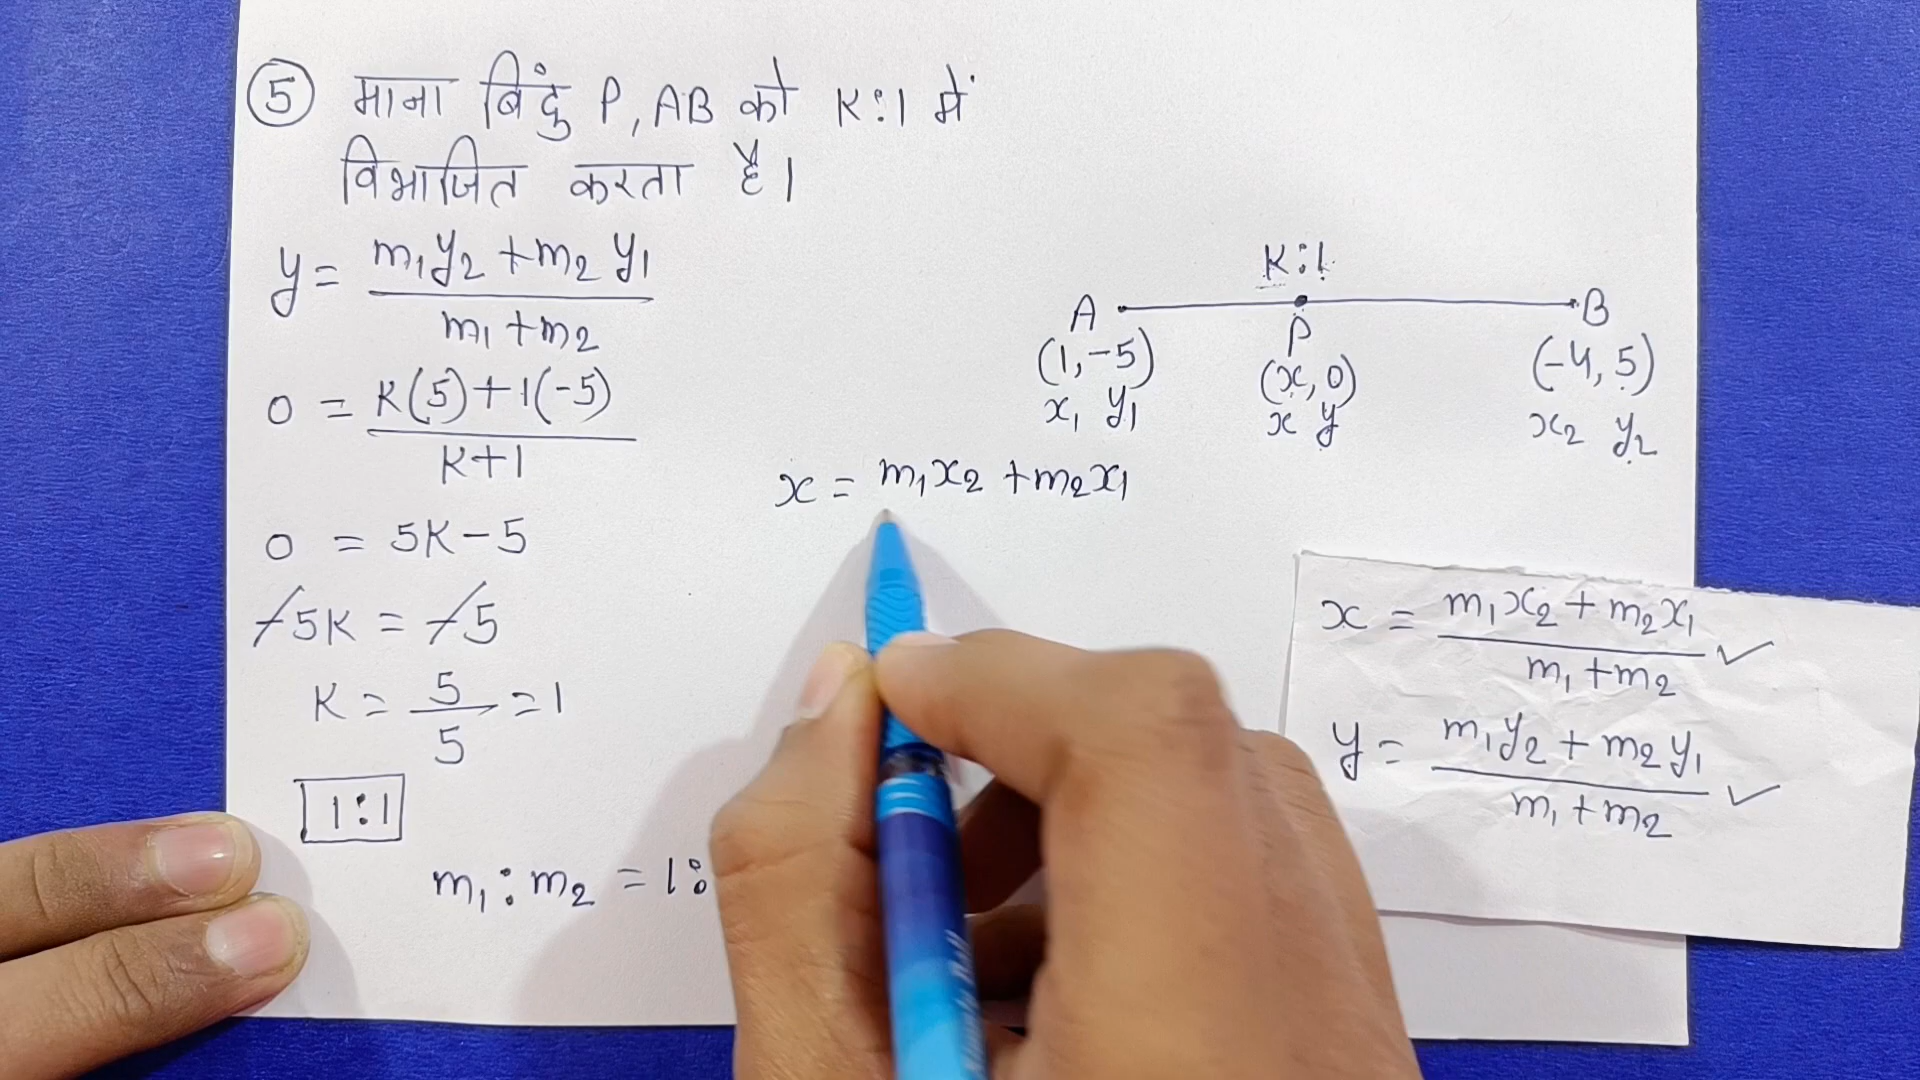 ⑤ माना बिंदु P, AB को K:1 में
विभाजित करता है।
y = m₁y₂ + m₂y₁
m₁ + m₂
0 = K(5) + 1(-5)
K+1
0 = 5K - 5
-5K = -5
K = 5/5 = 1
1:1
m₁ : m₂ = 1:
K:1
A B
P
(1, -5) (x, 0) (-4, 5)
x₁ y₁ x y x₂ y₂
x = m₁x₂ + m₂x₁
x = m₁x₂ + m₂x₁ ✓
m₁ + m₂
y = m₁y₂ + m₂y₁ ✓
m₁ + m₂